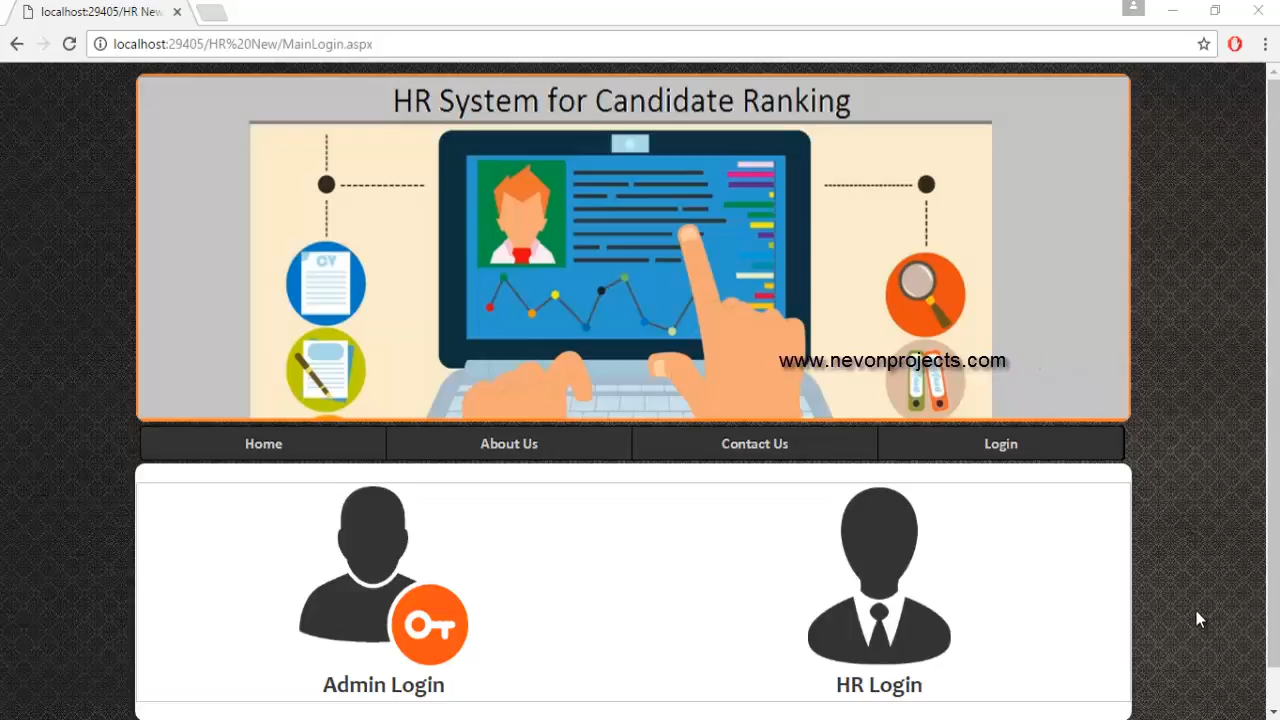 localhost:29405/HR New
localhost:29405/HR%20New/MainLogin.aspx
HR System for Candidate Ranking
CV
www.nevonprojects.com
Home
About Us
Contact Us
Login
Admin Login
HR Login